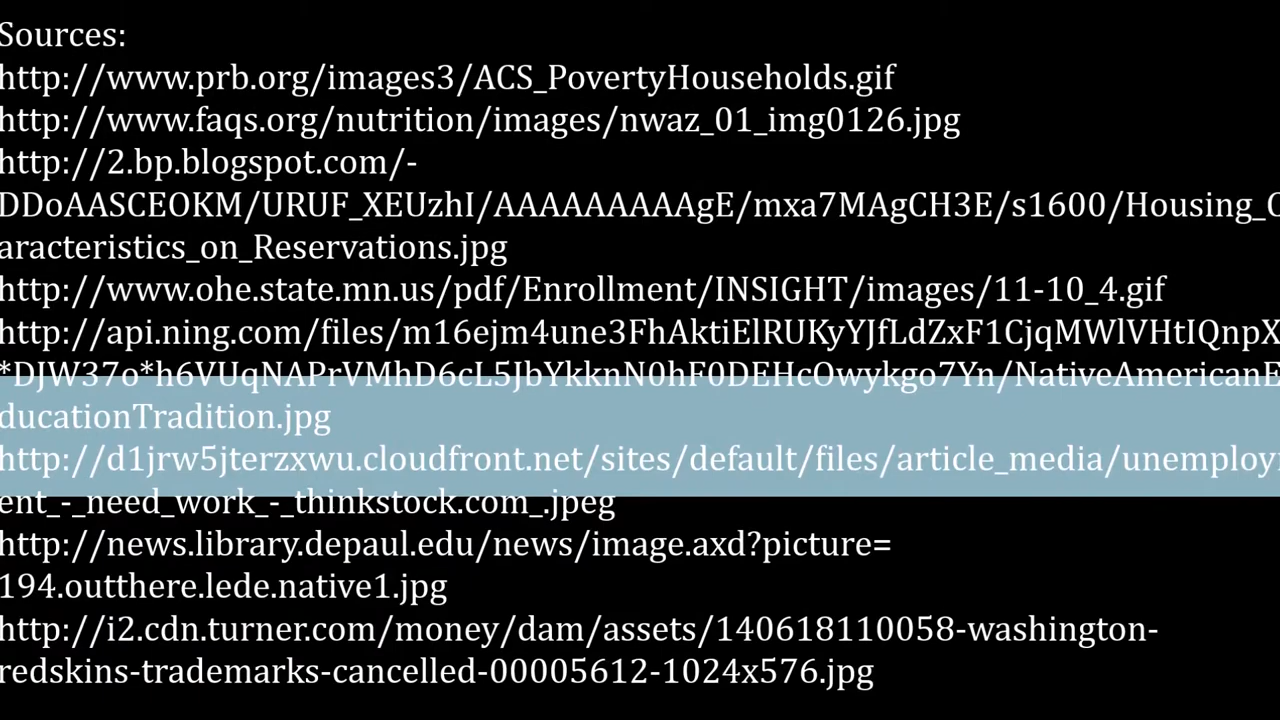 Sources:
http://www.prb.org/images3/ACS_PovertyHouseholds.gif
http://www.faqs.org/nutrition/images/nwaz_01_img0126.jpg
http://2.bp.blogspot.com/-
DDoAASCEOKM/URUF_XEUzhI/AAAAAAAAAgE/mxa7MAgCH3E/s1600/Housing_C
aracteristics_on_Reservations.jpg
http://www.ohe.state.mn.us/pdf/Enrollment/INSIGHT/images/11-10_4.gif
http://api.ning.com/files/m16ejm4une3FhAktiElRUKyYJfLdZxF1CjqMWlVHtIQnpX
*DJW37o*h6VUqNAPrVMhD6cL5JbYkknN0hF0DEHcOwykgo7Yn/NativeAmericanE
ducationTradition.jpg
http://d1jrw5jterzxwu.cloudfront.net/sites/default/files/article_media/unemploy
ent_-_need_work_-_thinkstock.com_.jpeg
http://news.library.depaul.edu/news/image.axd?picture=
194.outthere.lede.native1.jpg
http://i2.cdn.turner.com/money/dam/assets/140618110058-washington-
redskins-trademarks-cancelled-00005612-1024x576.jpg